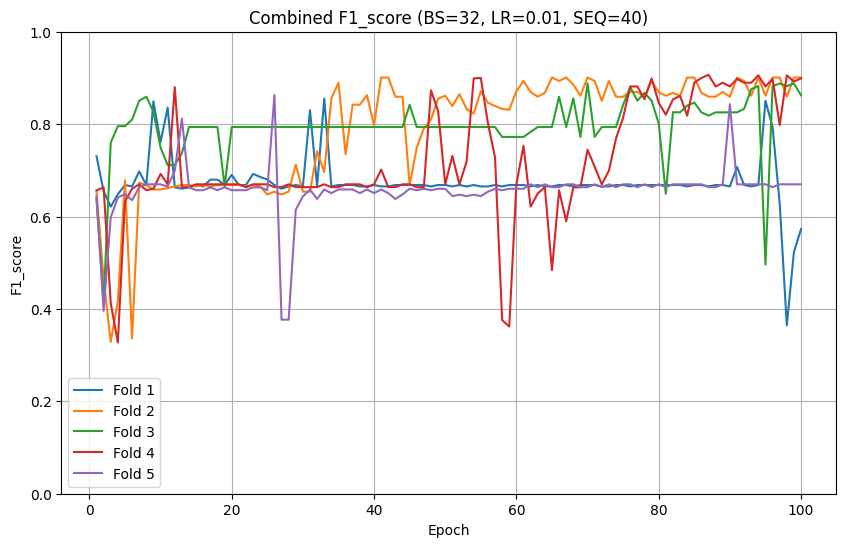 Combined F1_score (BS=32, LR=0.01, SEQ=40)
1.0
0.8
0.6
0.4
0.2
0.0
F1_score
Fold 1
Fold 2
Fold 3
Fold 4
Fold 5
0 20 40 60 80 100
Epoch